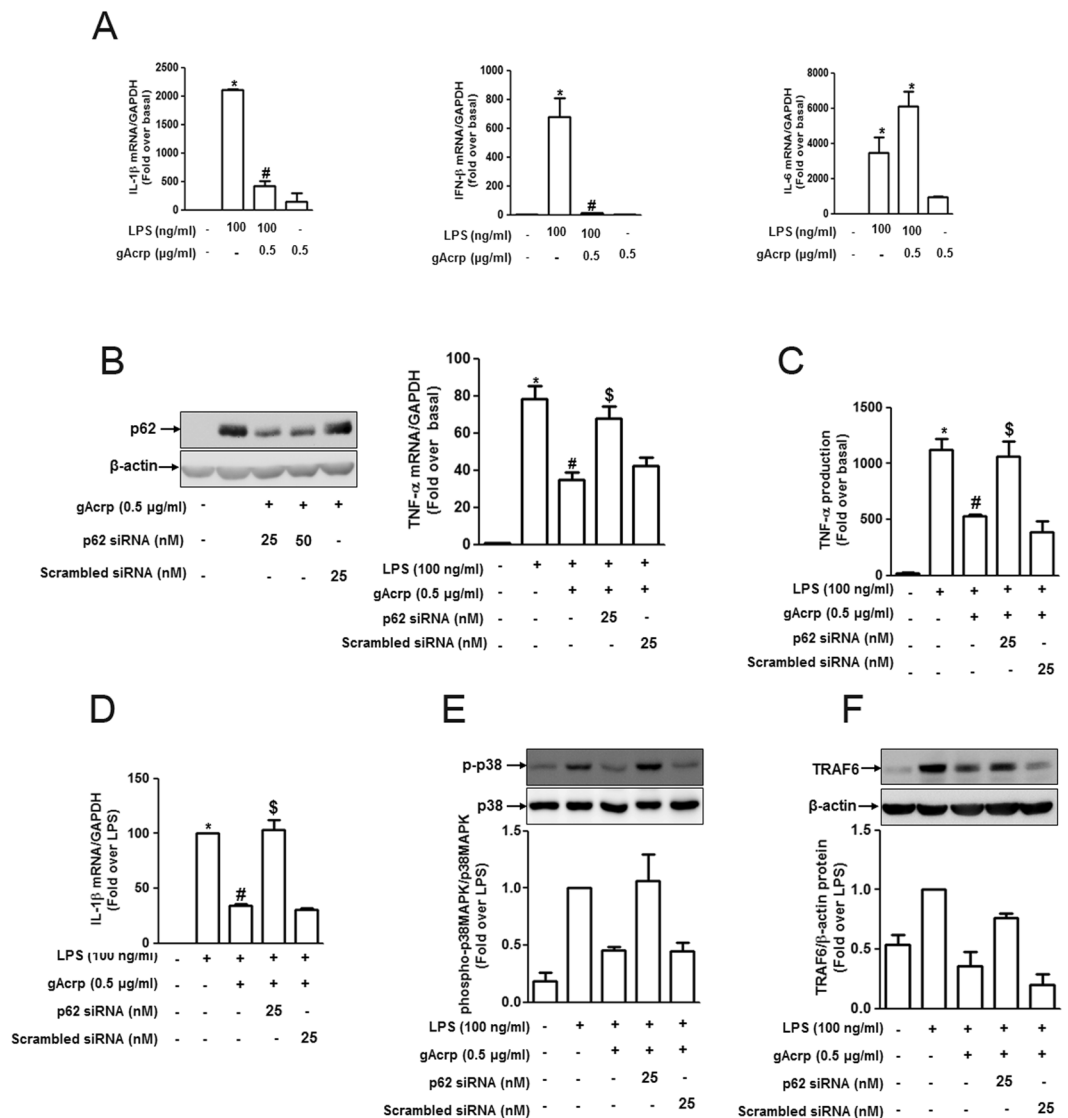 A
IL-1β mRNA/GAPDH
(Fold over basal)
2500
2000
1500
1000
500
0
*
#
LPS (ng/ml) - 100 100 -
gAcrp (µg/ml) - - 0.5 0.5
IFN-β mRNA/GAPDH
(Fold over basal)
1000
800
600
400
200
0
*
#
LPS (ng/ml) - 100 100 -
gAcrp (µg/ml) - - 0.5 0.5
IL-6 mRNA/GAPDH
(Fold over basal)
8000
6000
4000
2000
0
*
*
LPS (ng/ml) - 100 100 -
gAcrp (µg/ml) - - 0.5 0.5
B
p62
β-actin
gAcrp (0.5 µg/ml) - + + +
p62 siRNA (nM) - 25 50 -
Scrambled siRNA (nM) - - - 25
TNF-α mRNA/GAPDH
(Fold over basal)
100
80
60
40
20
0
*
#
$
LPS (100 ng/ml) - + + + +
gAcrp (0.5 µg/ml) - - + + +
p62 siRNA (nM) - - - 25 -
Scrambled siRNA (nM) - - - - 25
C
TNF-α production
(Fold over basal)
1500
1000
500
0
*
#
$
LPS (100 ng/ml) - + + + +
gAcrp (0.5 µg/ml) - - + + +
p62 siRNA (nM) - - - 25 -
Scrambled siRNA (nM) - - - - 25
D
IL-1β mRNA/GAPDH
(Fold over LPS)
150
100
50
0
*
#
$
LPS (100 ng/ml) - + + + +
gAcrp (0.5 µg/ml) - - + + +
p62 siRNA (nM) - - - 25 -
Scrambled siRNA (nM) - - - - 25
E
p-p38
p38
phospho-p38MAPK/p38MAPK
(Fold over LPS)
1.5
1.0
0.5
0.0
LPS (100 ng/ml) - + + + +
gAcrp (0.5 µg/ml) - - + + +
p62 siRNA (nM) - - - 25 -
Scrambled siRNA (nM) - - - - 25
F
TRAF6
β-actin
TRAF6/β-actin protein
(Fold over LPS)
1.5
1.0
0.5
0.0
LPS (100 ng/ml) - + + + +
gAcrp (0.5 µg/ml) - - + + +
p62 siRNA (nM) - - - 25 -
Scrambled siRNA (nM) - - - - 25